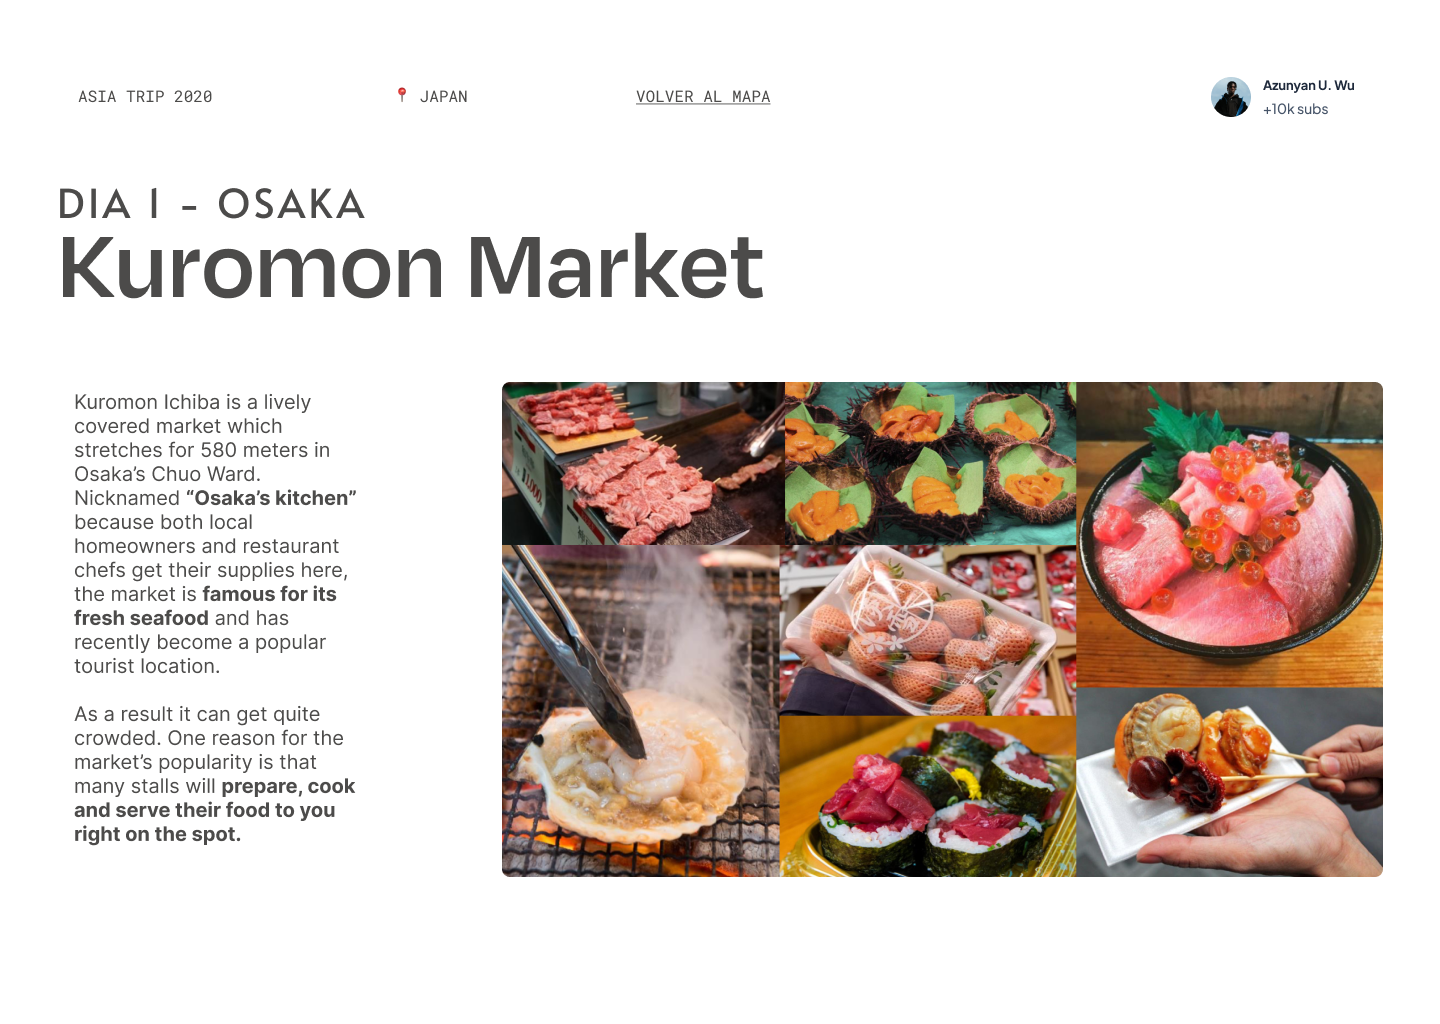 ASIA TRIP 2020
JAPAN
VOLVER AL MAPA
Azunyan U. Wu
+10k subs
DIA 1 - OSAKA
Kuromon Market
Kuromon Ichiba is a lively
covered market which
stretches for 580 meters in
Osaka’s Chuo Ward.
Nicknamed “Osaka’s kitchen”
because both local
homeowners and restaurant
chefs get their supplies here,
the market is famous for its
fresh seafood and has
recently become a popular
tourist location.
As a result it can get quite
crowded. One reason for the
market’s popularity is that
many stalls will prepare, cook
and serve their food to you
right on the spot.